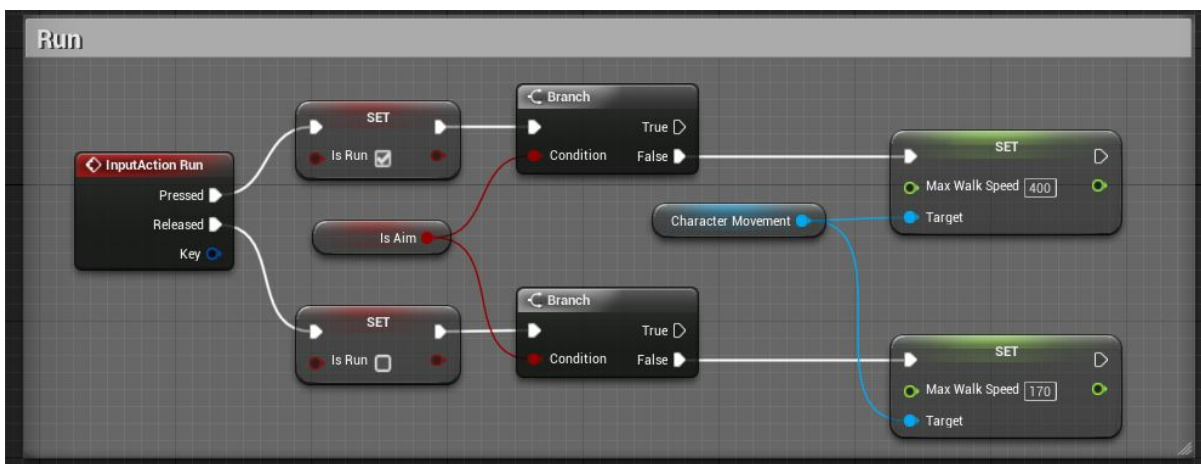 Run
InputAction Run
Pressed
Released
Key
SET
Is Run
Is Aim
SET
Is Run
Branch
True
Condition
False
Character Movement
Branch
True
Condition
False
SET
Max Walk Speed 400
Target
SET
Max Walk Speed 170
Target